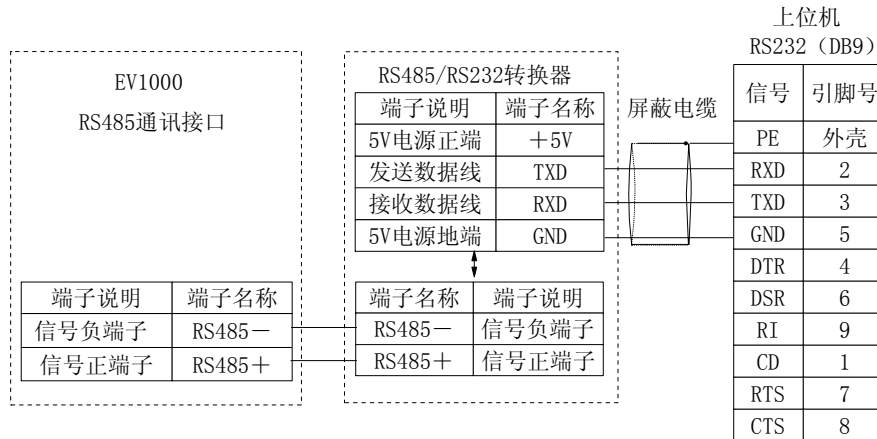 EV1000
RS485通讯接口
端子说明 端子名称
信号负端子 RS485－
信号正端子 RS485＋
RS485/RS232转换器
端子说明 端子名称
5V电源正端 ＋5V
发送数据线 TXD
接收数据线 RXD
5V电源地端 GND
端子名称 端子说明
RS485－ 信号负端子
RS485＋ 信号正端子
屏蔽电缆
上位机
RS232（DB9）
信号 引脚号
PE 外壳
RXD 2
TXD 3
GND 5
DTR 4
DSR 6
RI 9
CD 1
RTS 7
CTS 8